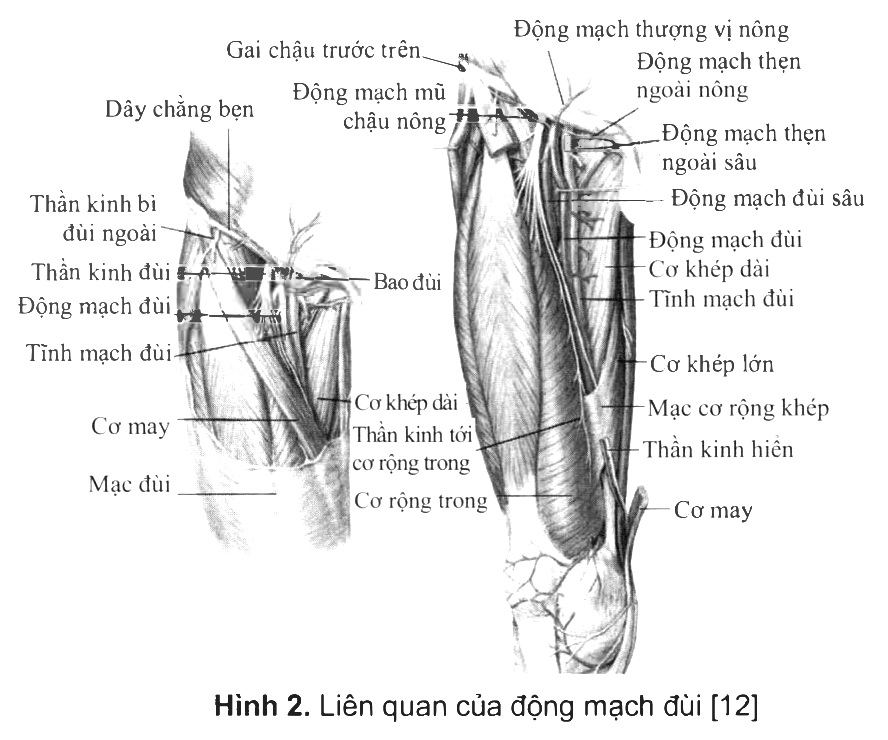 Động mạch thượng vị nông
Gai chậu trước trên
Động mạch thẹn
ngoài nông
Động mạch mũ
chậu nông
Dây chằng bẹn
Động mạch thẹn
ngoài sâu
Thần kinh bì
đùi ngoài
Động mạch đùi sâu
Động mạch đùi
Thần kinh đùi
Bao đùi
Cơ khép dài
Động mạch đùi
Tĩnh mạch đùi
Tĩnh mạch đùi
Cơ khép lớn
Cơ khép dài
Mạc cơ rộng khép
Cơ may
Thần kinh tới
cơ rộng trong
Thần kinh hiển
Mạc đùi
Cơ rộng trong
Cơ may
Hình 2. Liên quan của động mạch đùi [12]